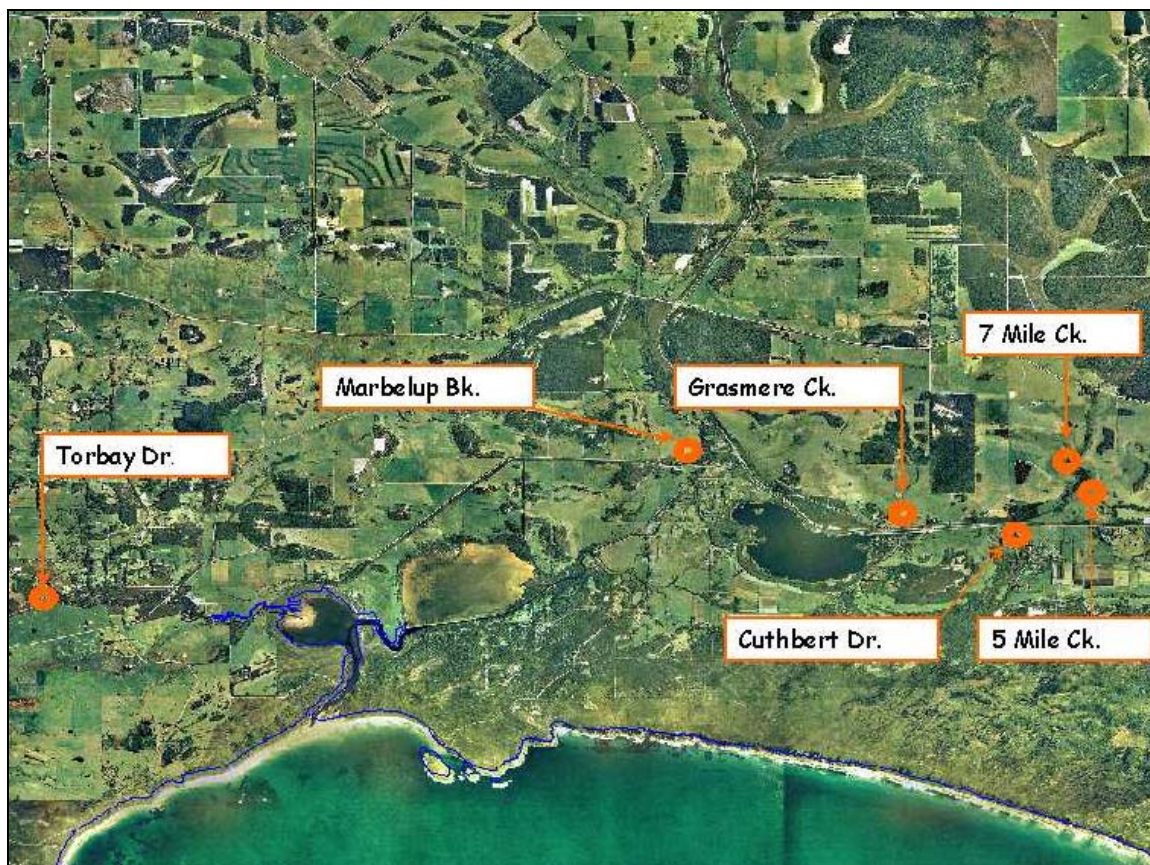 7 Mile Ck.
Marbelup Bk.
Grasmere Ck.
Torbay Dr.
Cuthbert Dr.
5 Mile Ck.